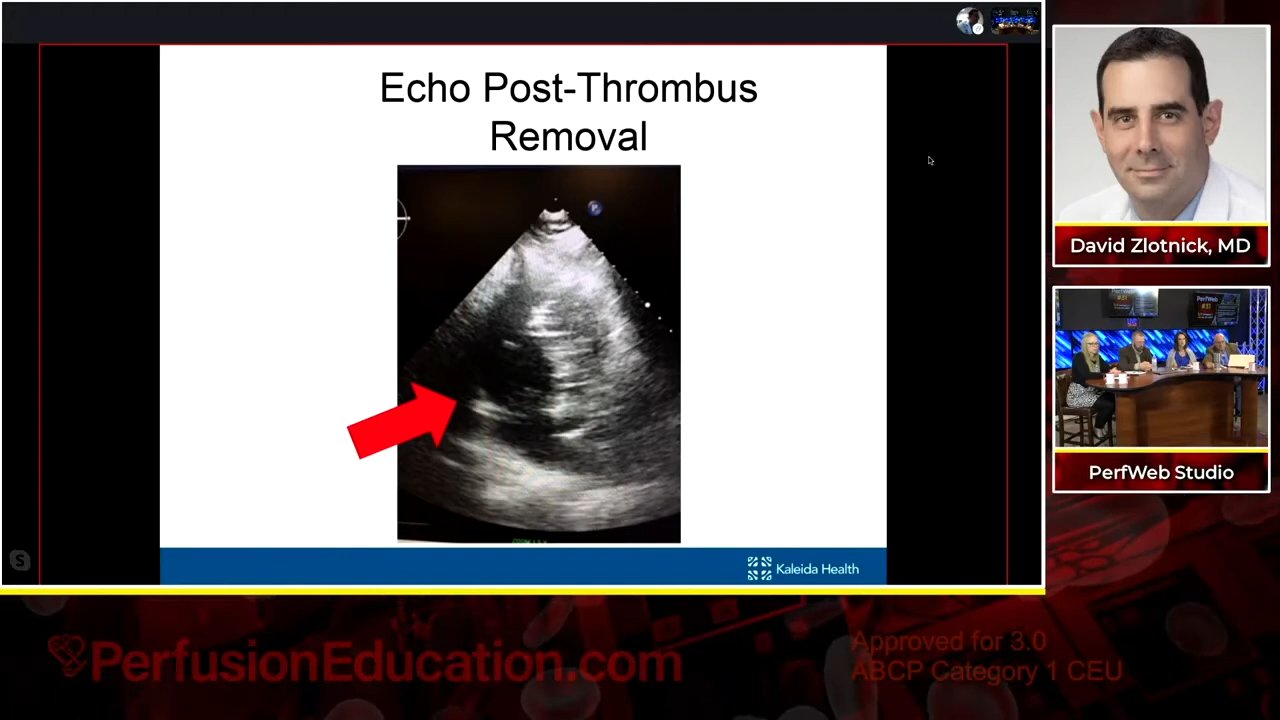 Echo Post-Thrombus
Removal
Kaleida Health
David Zlotnick, MD
PerfWeb Studio
PerfusionEducation.com
Approved for 3.0
ABCP Category 1 CEU